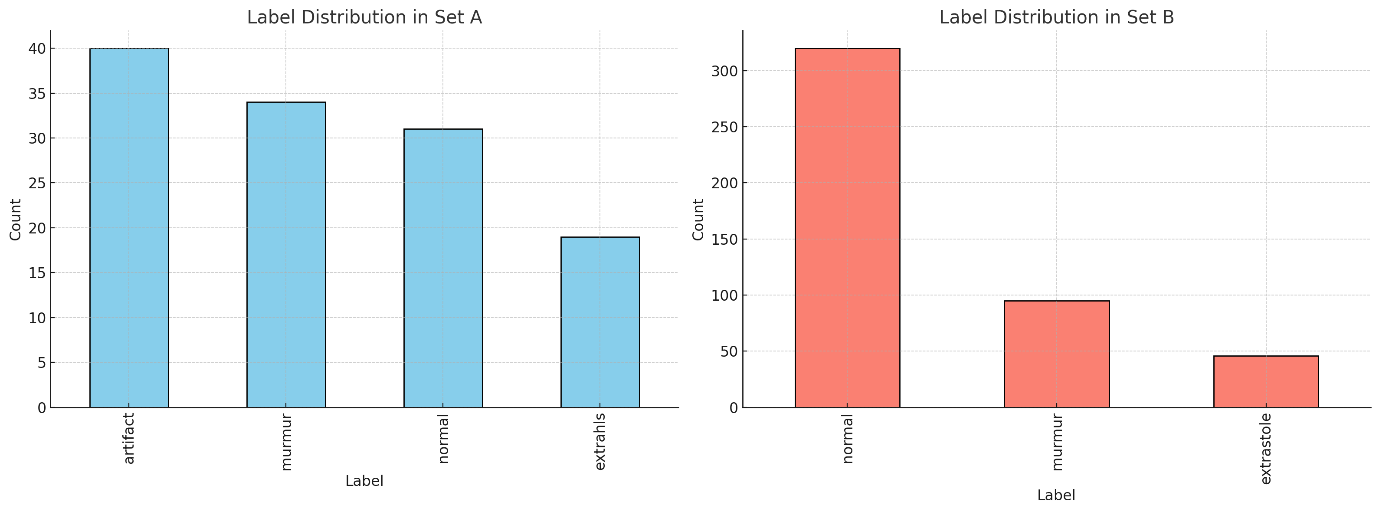 Label Distribution in Set A
40
35
30
25
20
15
10
5
0
Count
artifact
murmur
normal
extrahls
Label
Label Distribution in Set B
300
250
200
150
100
50
0
Count
normal
murmur
extrastole
Label